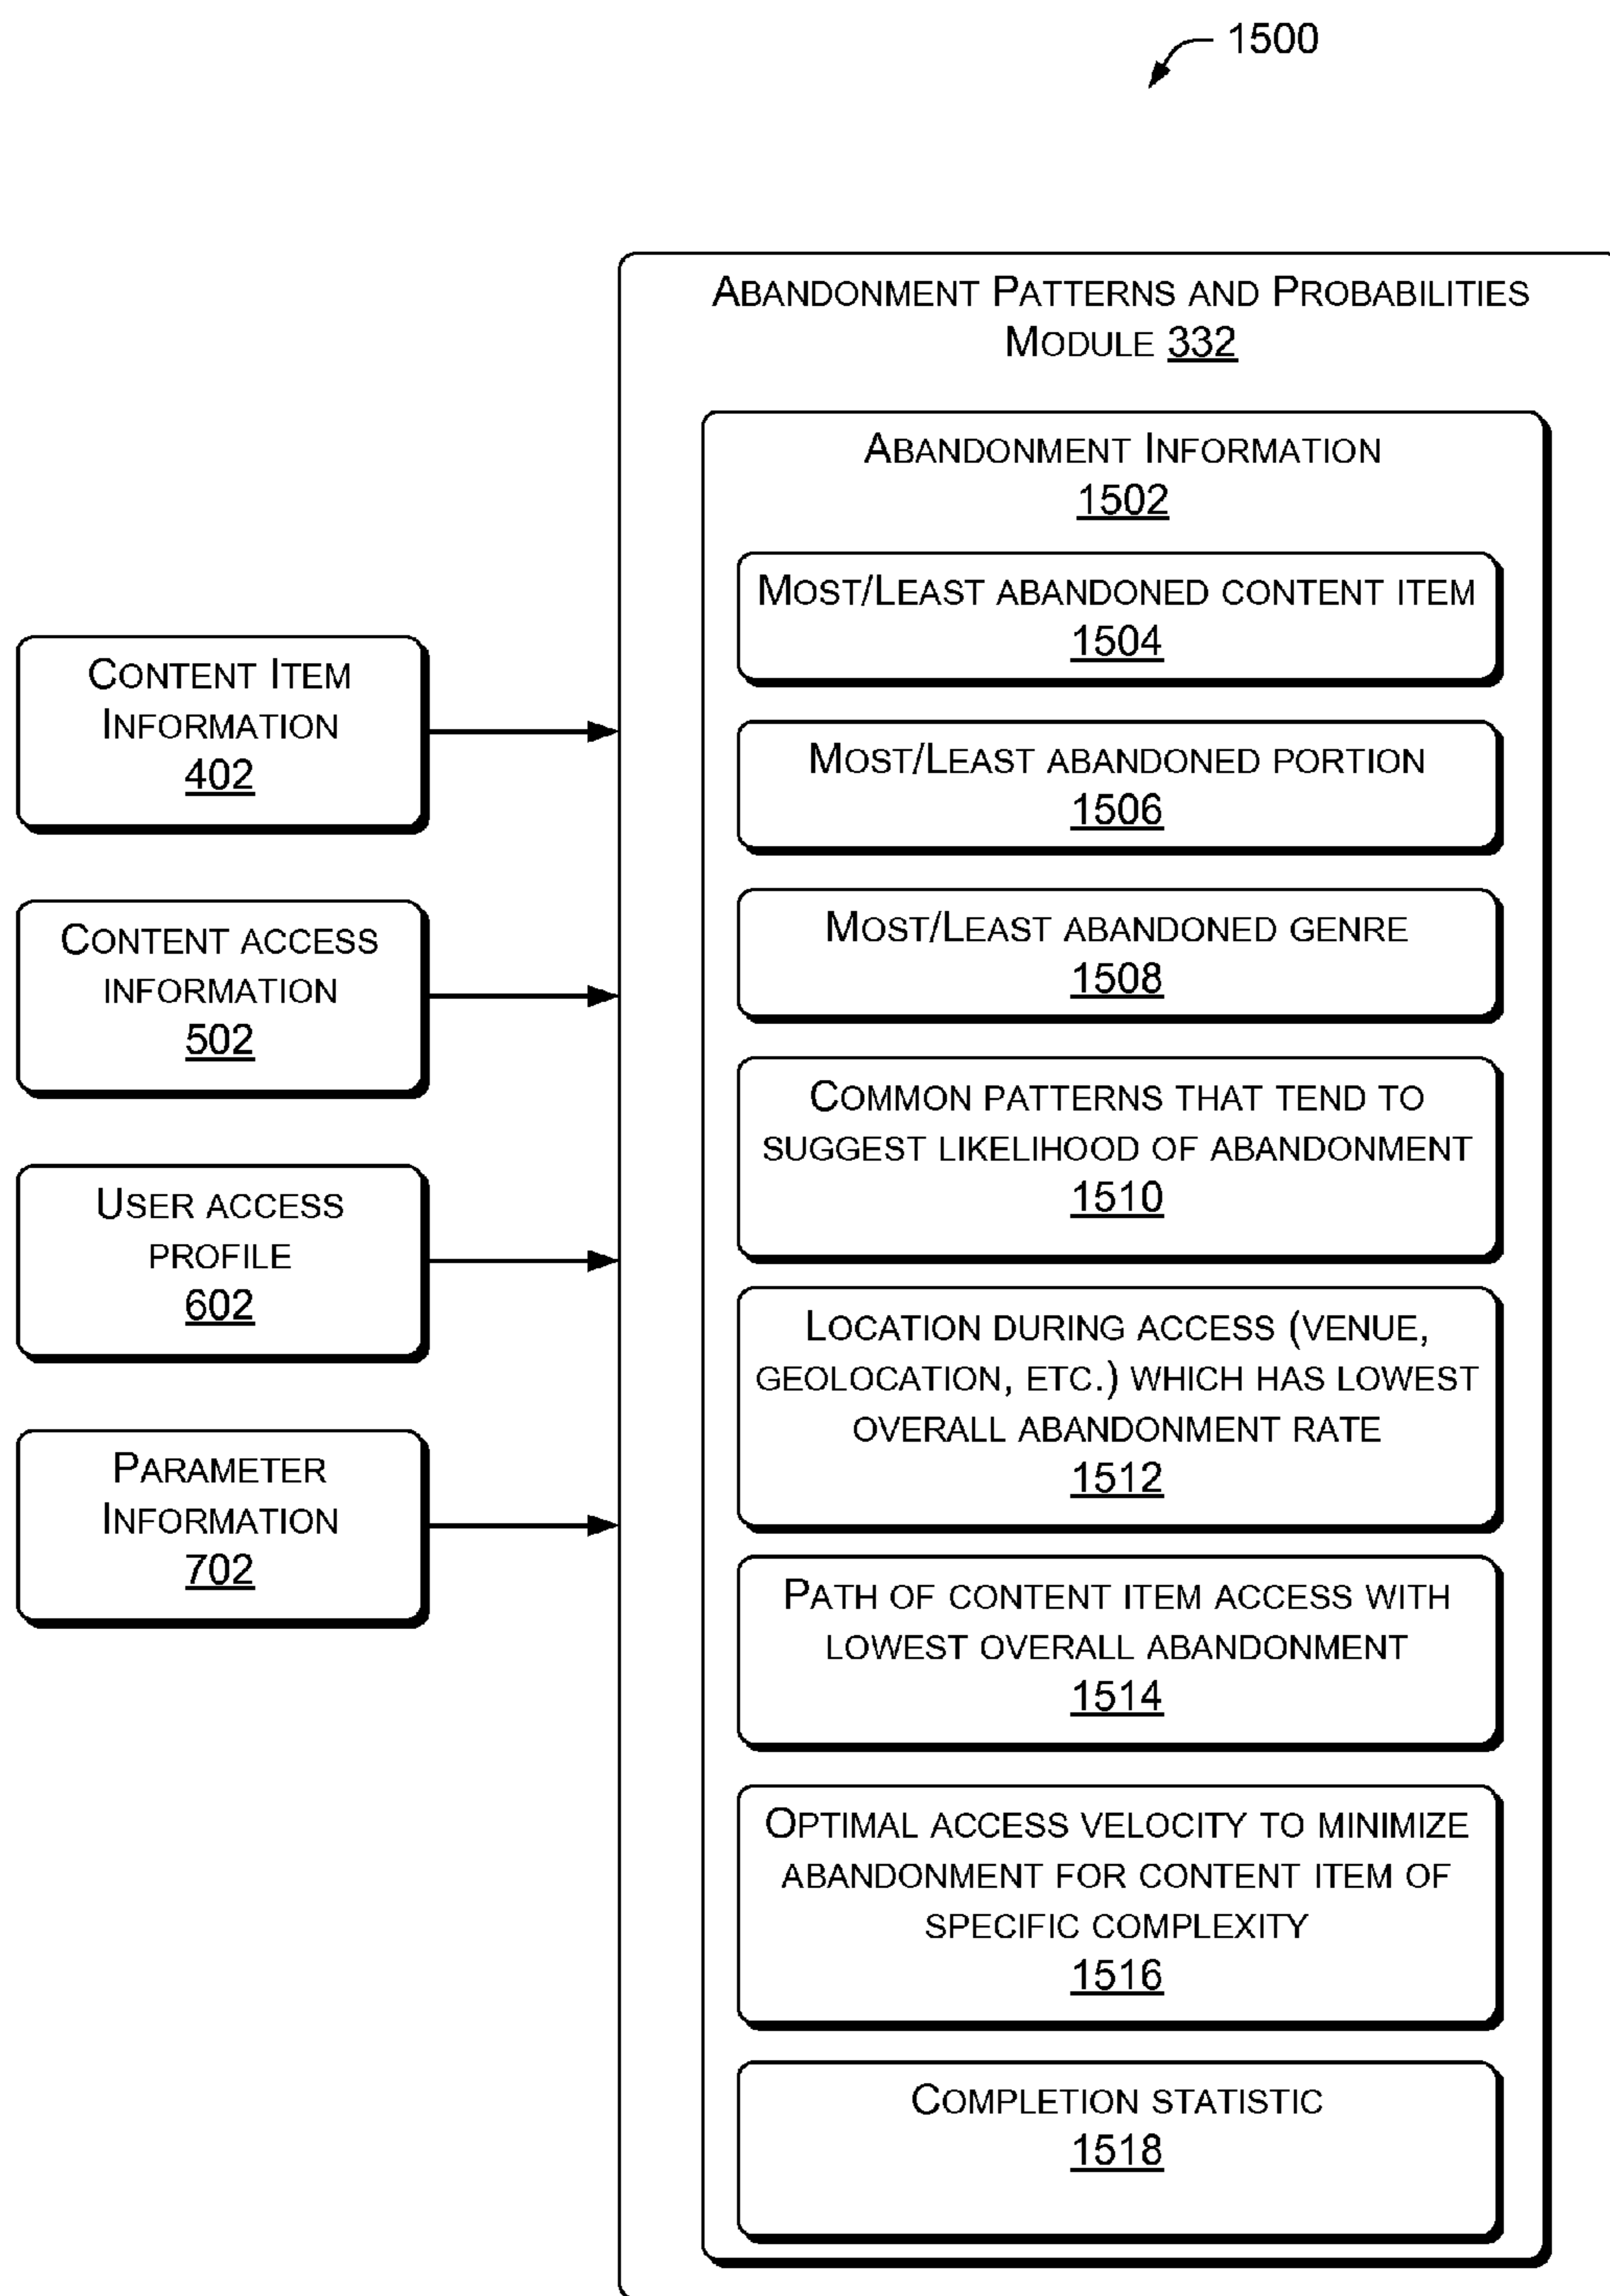 1500
ABANDONMENT PATTERNS AND PROBABILITIES
MODULE 332
ABANDONMENT INFORMATION
1502
MOST/LEAST ABANDONED CONTENT ITEM
1504
MOST/LEAST ABANDONED PORTION
1506
MOST/LEAST ABANDONED GENRE
1508
COMMON PATTERNS THAT TEND TO
SUGGEST LIKELIHOOD OF ABANDONMENT
1510
LOCATION DURING ACCESS (VENUE,
GEOLOCATION, ETC.) WHICH HAS LOWEST
OVERALL ABANDONMENT RATE
1512
PATH OF CONTENT ITEM ACCESS WITH
LOWEST OVERALL ABANDONMENT
1514
OPTIMAL ACCESS VELOCITY TO MINIMIZE
ABANDONMENT FOR CONTENT ITEM OF
SPECIFIC COMPLEXITY
1516
COMPLETION STATISTIC
1518
CONTENT ITEM
INFORMATION
402
CONTENT ACCESS
INFORMATION
502
USER ACCESS
PROFILE
602
PARAMETER
INFORMATION
702